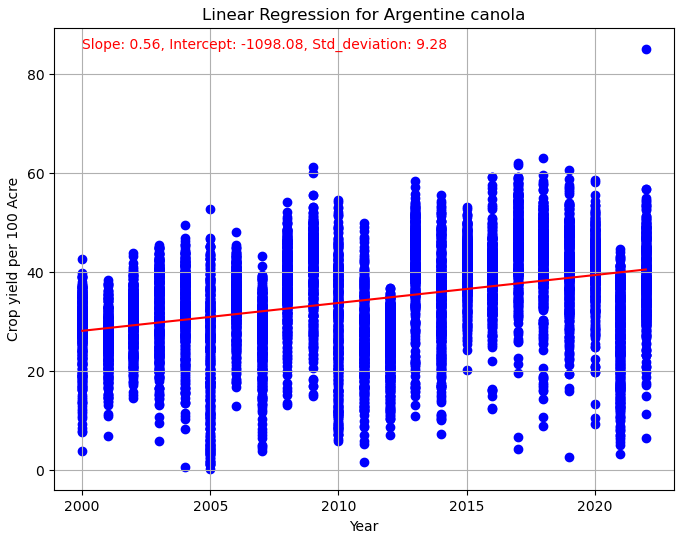 Linear Regression for Argentine canola
Slope: 0.56, Intercept: -1098.08, Std_deviation: 9.28
80
60
40
20
0
Crop yield per 100 Acre
2000 2005 2010 2015 2020
Year